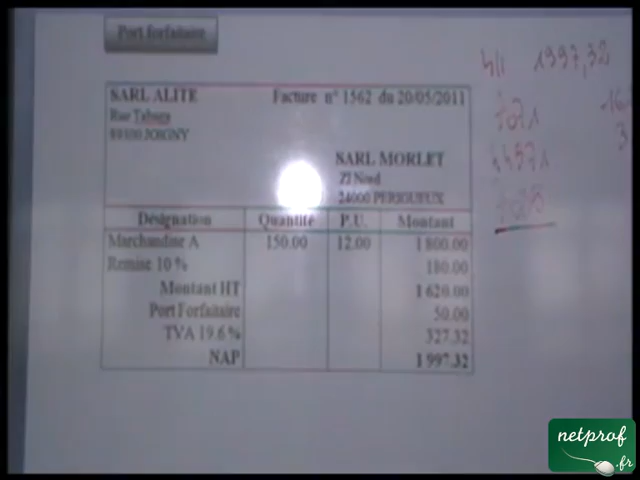 Port forfaitaire
SARL ALITE Facture n° 1562 du 20/05/2011
Rue
89300 JOIGNY
SARL MORLET
ZI Nord
24000 PERIGUEUX
Désignation Quantité P.U. Montant
Marchandise A 150.00 12.00 1 800.00
Remise 10 % 180.00
Montant HT 1 620.00
Port Forfaitaire 50.00
TVA 19.6 % 327.32
NAP 1 997.32
411 1997,32
44571
netprof
.fr